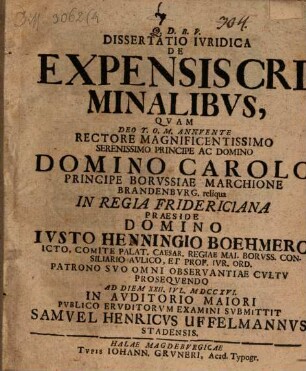 Q. D. B. V.
DISSERTATIO IVRIDICA
DE
EXPENSIS CRI-
MINALIBVS,
QVAM
DEO T. O. M. ANNVENTE
RECTORE MAGNIFICENTISSIMO
SERENISSIMO PRINCIPE AC DOMINO
DOMINO CAROLO
PRINCIPE BORVSSIAE MARCHIONE
BRANDENBVRG. reliqua
IN REGIA FRIDERICIANA
PRAESIDE
DOMINO
IVSTO HENNINGIO BOEHMERO
ICTO, COMITE PALAT. CAESAR. REGIAE MAI. BORVSS. CON-
SILIARIO AVLICO, ET PROF. IVR. ORD.
PATRONO SVO OMNI OBSERVANTIAE CVLTV
PROSEQVENDO
AD DIEM XXII. IVL. MDCCXVI.
IN AVDITORIO MAIORI
PVBLICO ERVDITORVM EXAMINI SVBMITTIT
SAMVEL HENRICVS VFFELMANNVS
STADENSIS.
HALAE MAGDEBVRGICAE
TYPIS IOHANN. GRVNERI, Acad. Typogr.